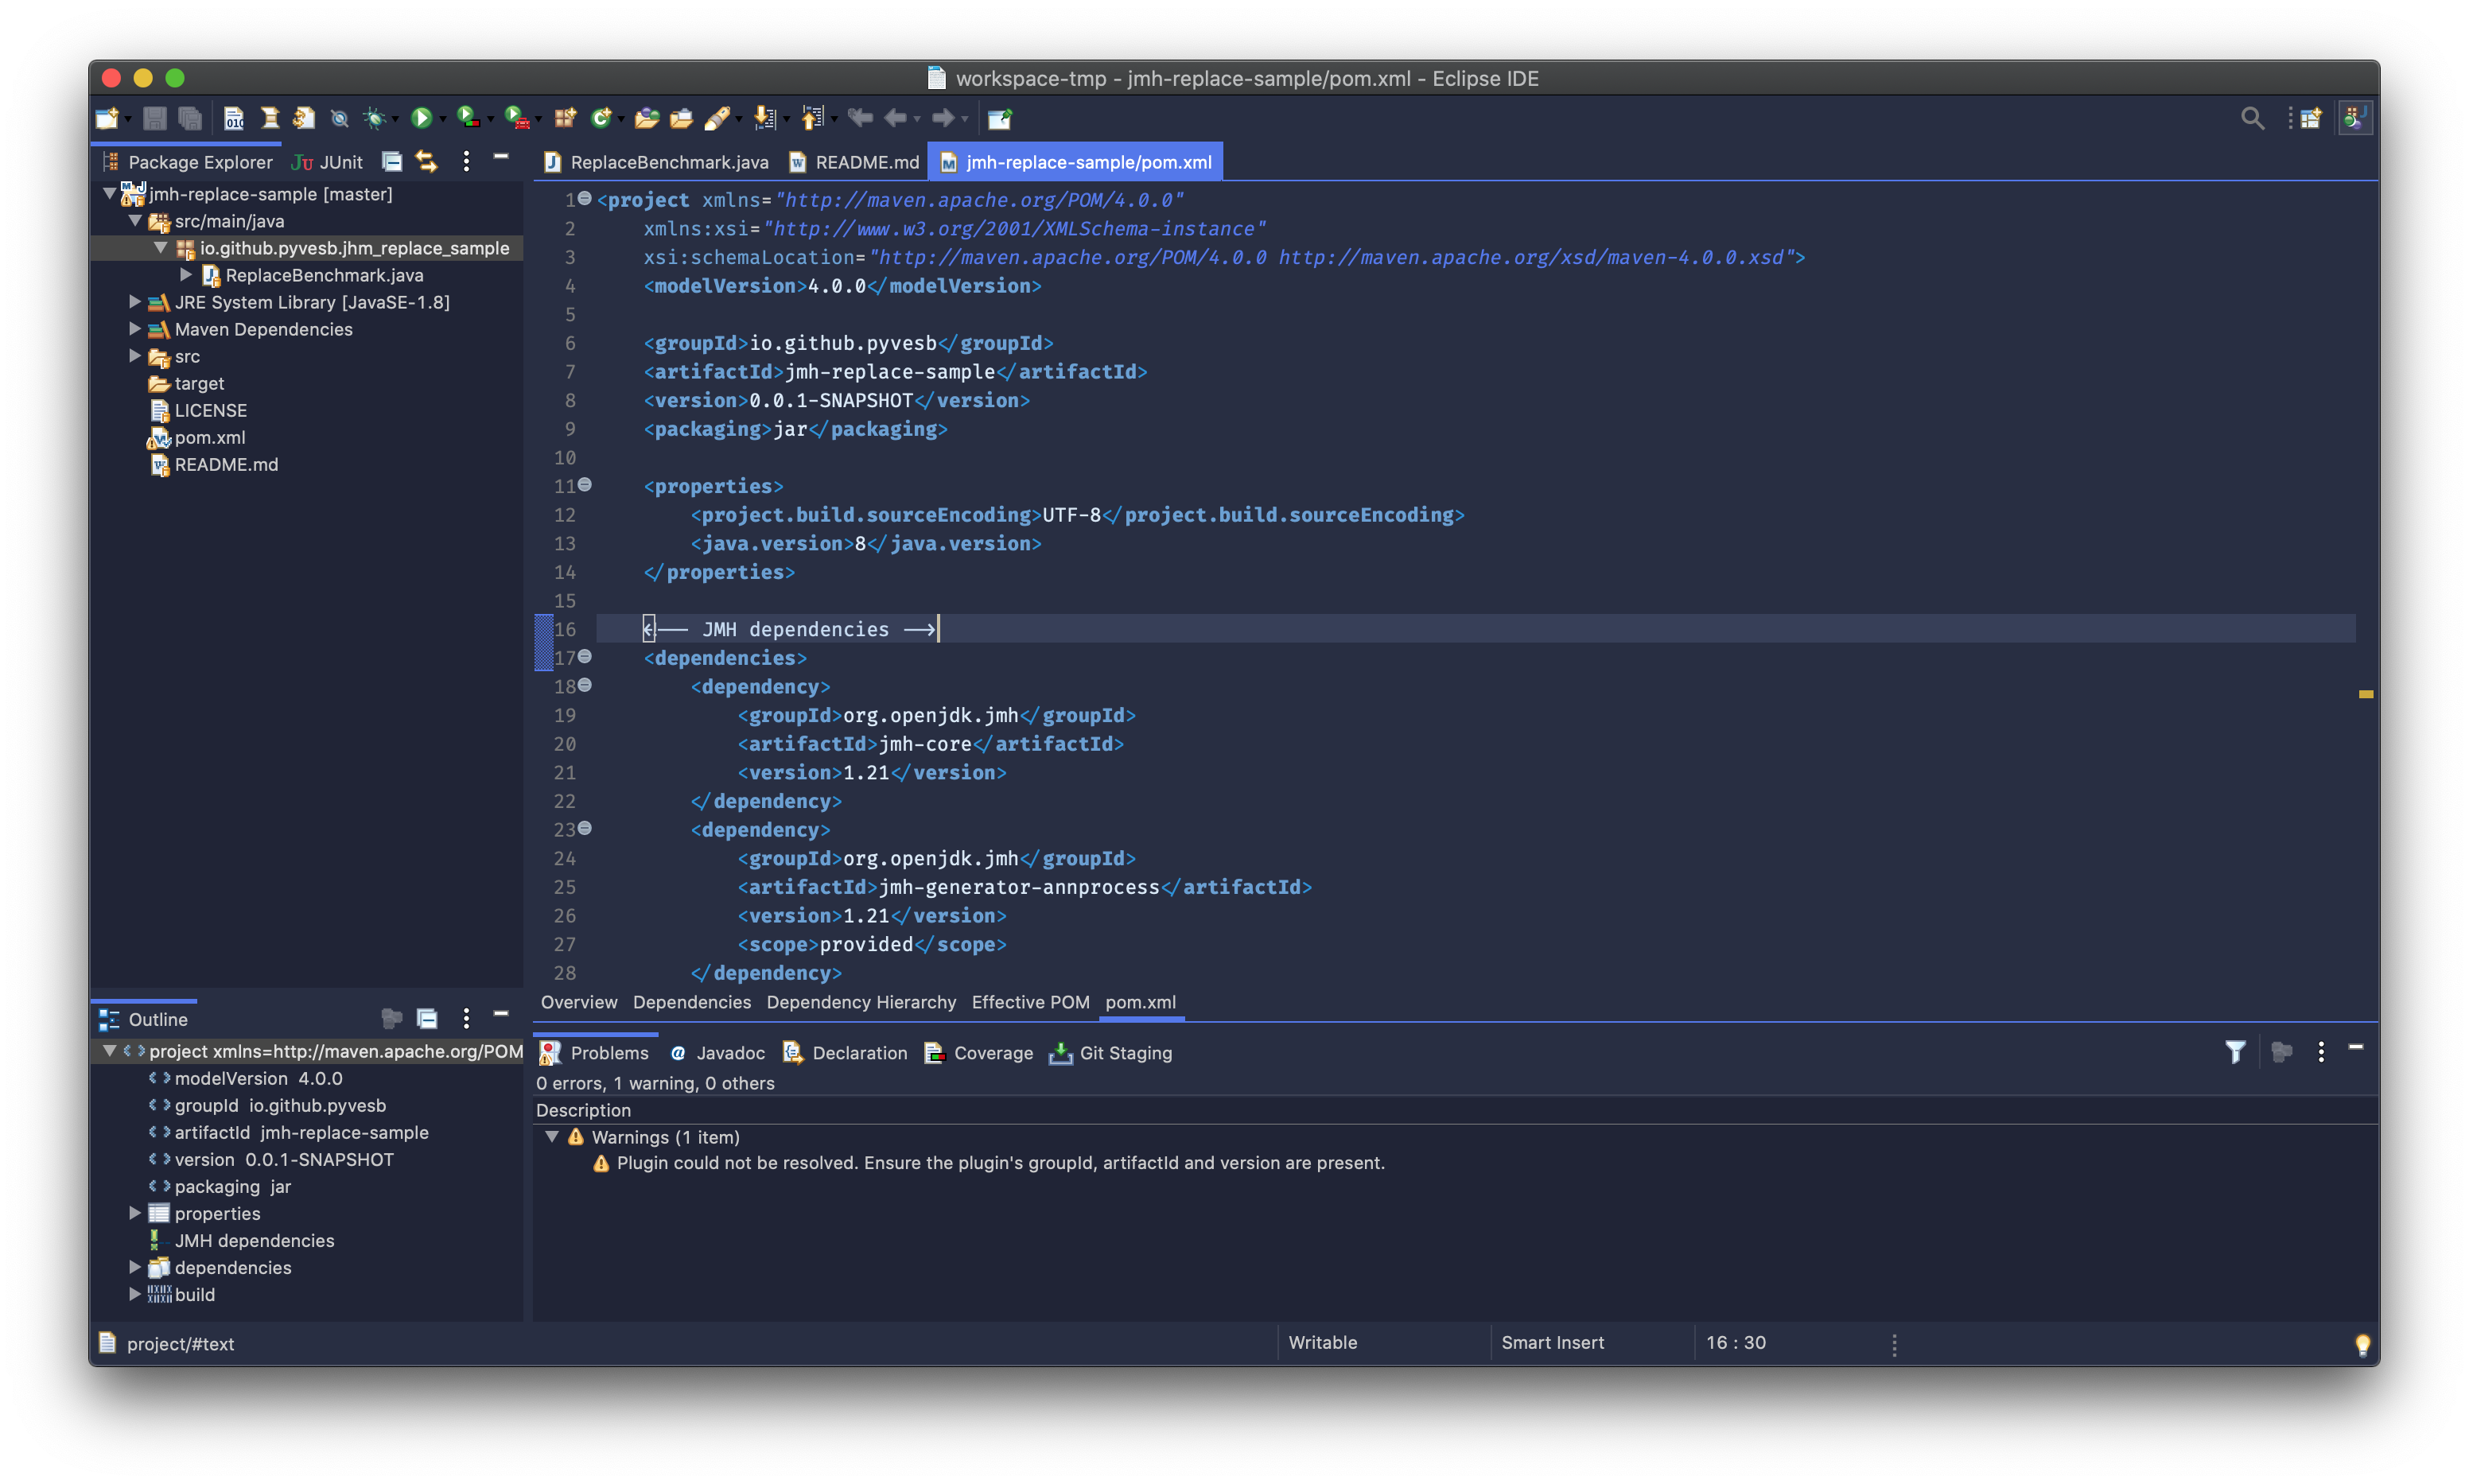 workspace-tmp - jmh-replace-sample/pom.xml - Eclipse IDE
Package Explorer
JUnit
jmh-replace-sample [master]
src/main/java
io.github.pyvesb.jhm_replace_sample
ReplaceBenchmark.java
JRE System Library [JavaSE-1.8]
Maven Dependencies
src
target
LICENSE
pom.xml
README.md
ReplaceBenchmark.java
README.md
jmh-replace-sample/pom.xml
1 <project xmlns="http://maven.apache.org/POM/4.0.0"
2 xmlns:xsi="http://www.w3.org/2001/XMLSchema-instance"
3 xsi:schemaLocation="http://maven.apache.org/POM/4.0.0 http://maven.apache.org/xsd/maven-4.0.0.xsd">
4 <modelVersion>4.0.0</modelVersion>
5
6 <groupId>io.github.pyvesb</groupId>
7 <artifactId>jmh-replace-sample</artifactId>
8 <version>0.0.1-SNAPSHOT</version>
9 <packaging>jar</packaging>
10
11 <properties>
12 <project.build.sourceEncoding>UTF-8</project.build.sourceEncoding>
13 <java.version>8</java.version>
14 </properties>
15
16 <!-- JMH dependencies -->
17 <dependencies>
18 <dependency>
19 <groupId>org.openjdk.jmh</groupId>
20 <artifactId>jmh-core</artifactId>
21 <version>1.21</version>
22 </dependency>
23 <dependency>
24 <groupId>org.openjdk.jmh</groupId>
25 <artifactId>jmh-generator-annprocess</artifactId>
26 <version>1.21</version>
27 <scope>provided</scope>
28 </dependency>
Overview Dependencies Dependency Hierarchy Effective POM pom.xml
Outline
project xmlns=http://maven.apache.org/POM
modelVersion 4.0.0
groupId io.github.pyvesb
artifactId jmh-replace-sample
version 0.0.1-SNAPSHOT
packaging jar
properties
JMH dependencies
dependencies
build
Problems @ Javadoc Declaration Coverage Git Staging
0 errors, 1 warning, 0 others
Description
Warnings (1 item)
Plugin could not be resolved. Ensure the plugin's groupId, artifactId and version are present.
project/#text
Writable
Smart Insert
16 : 30